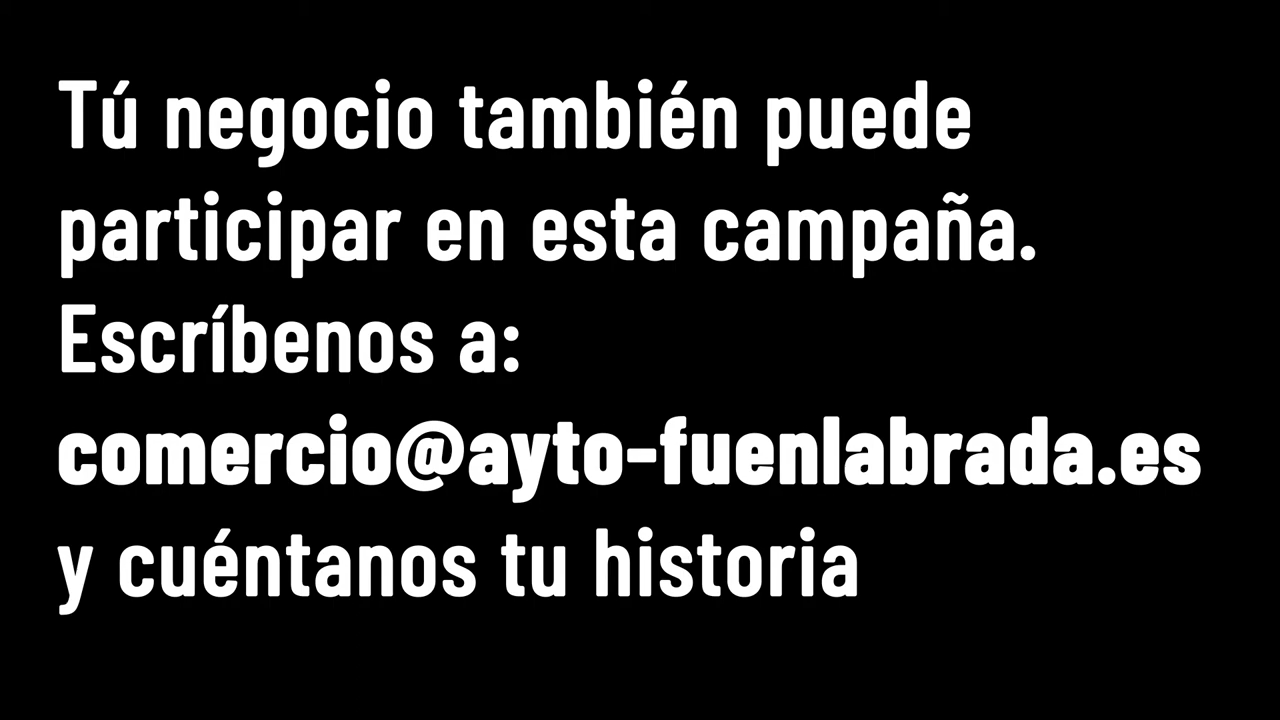 Tú negocio también puede
participar en esta campaña.
Escríbenos a:
comercio@ayto-fuenlabrada.es
y cuéntanos tu historia